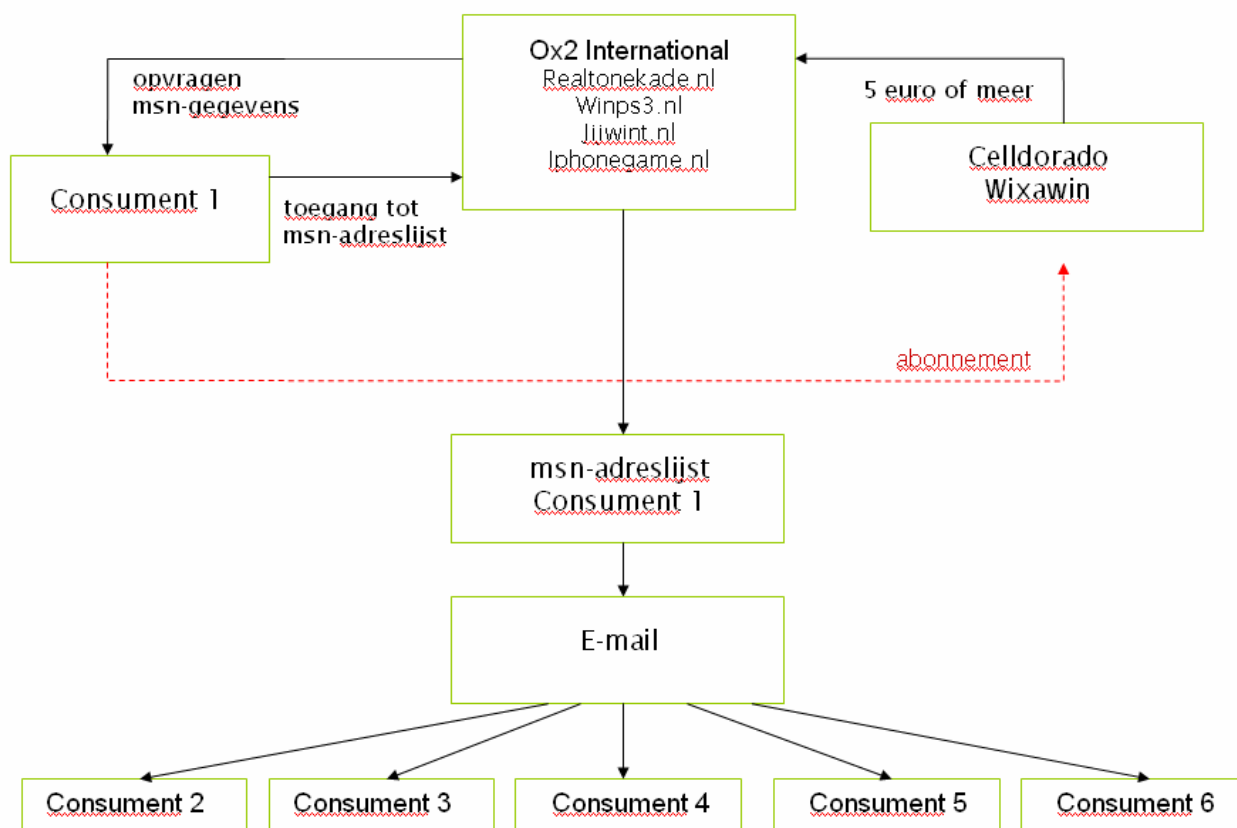 Ox2 International
Realtonekade.nl
Winps3.nl
Jijwint.nl
Iphonegame.nl
opvragen
msn-gegevens
5 euro of meer
Celldorado
Wixawin
Consument 1
toegang tot
msn-adreslijst
abonnement
msn-adreslijst
Consument 1
E-mail
Consument 2
Consument 3
Consument 4
Consument 5
Consument 6